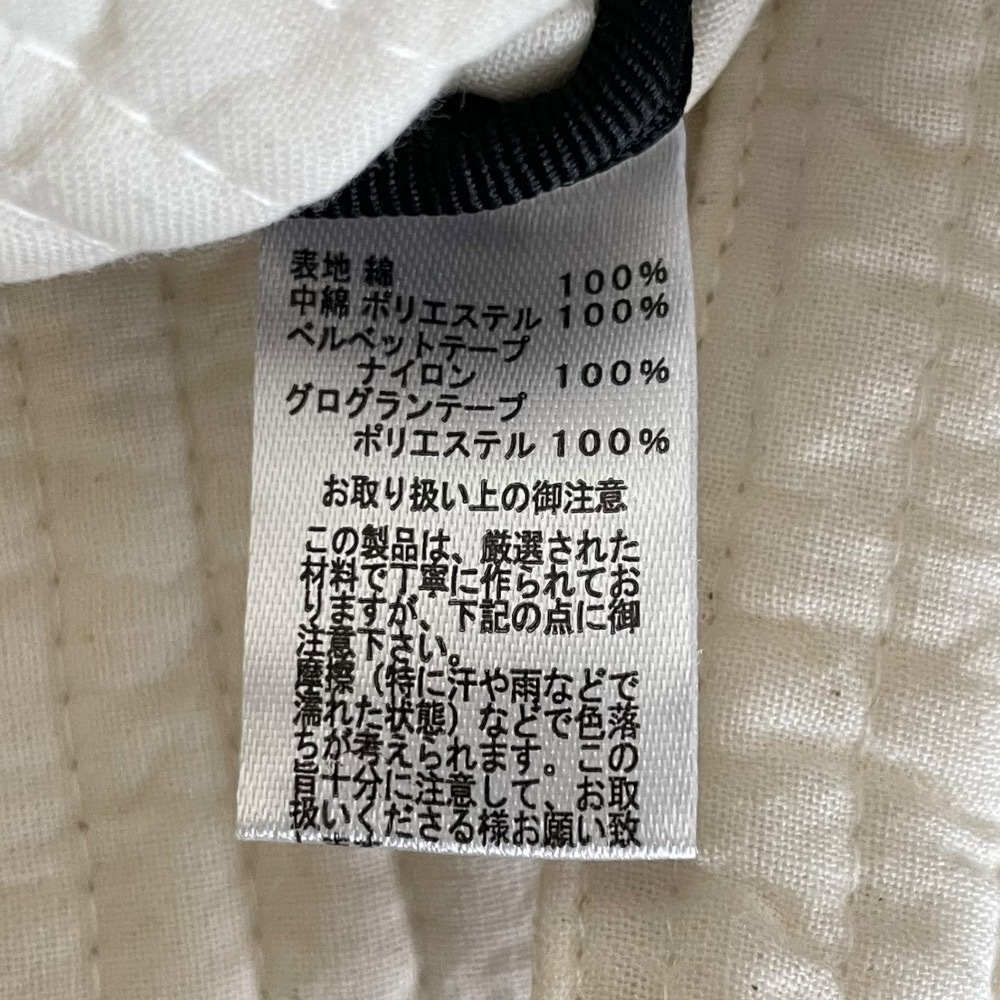 表地 綿 100%
中綿 ポリエステル 100%
ベルベットテープ
ナイロン 100%
グログランテープ
ポリエステル 100%
お取り扱い上の御注意
この製品は、厳選された
材料で丁寧に作られてお
りますが、下記の点に御
注意下さい。
摩擦(特に汗や雨などで
濡れた状態)などで色落
ちが考えられます。この
旨十分に注意して、お取
扱いくださる様お願い致